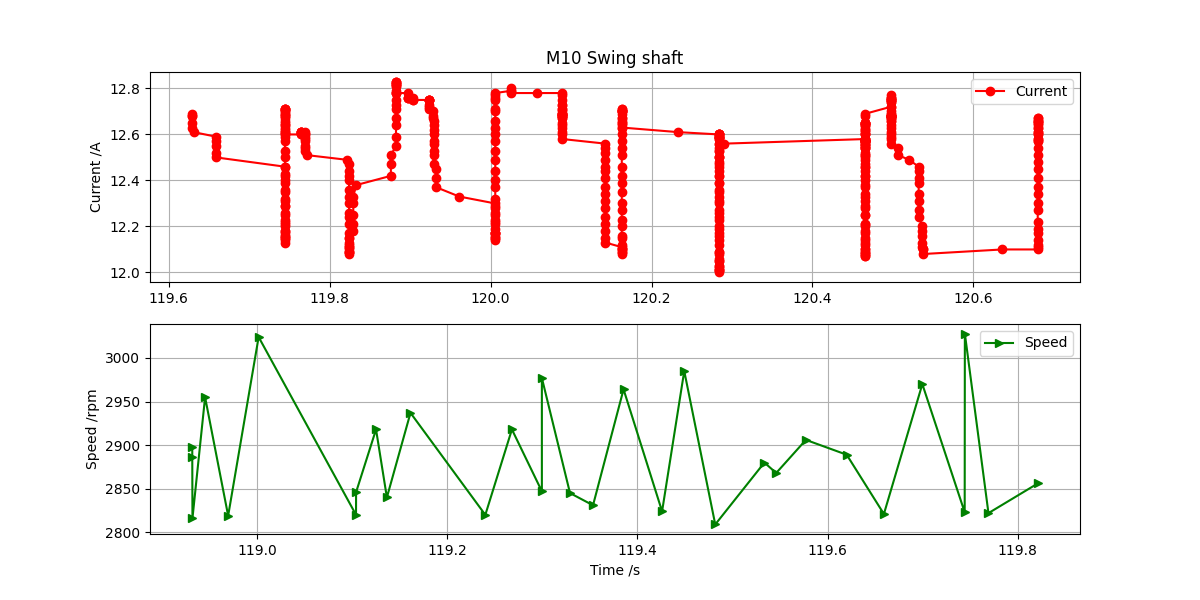 M10 Swing shaft
12.8
12.6
12.4
12.2
12.0
Current /A
Current
119.6 119.8 120.0 120.2 120.4 120.6
3000
2950
2900
2850
2800
Speed /rpm
Speed
119.0 119.2 119.4 119.6 119.8
Time /s